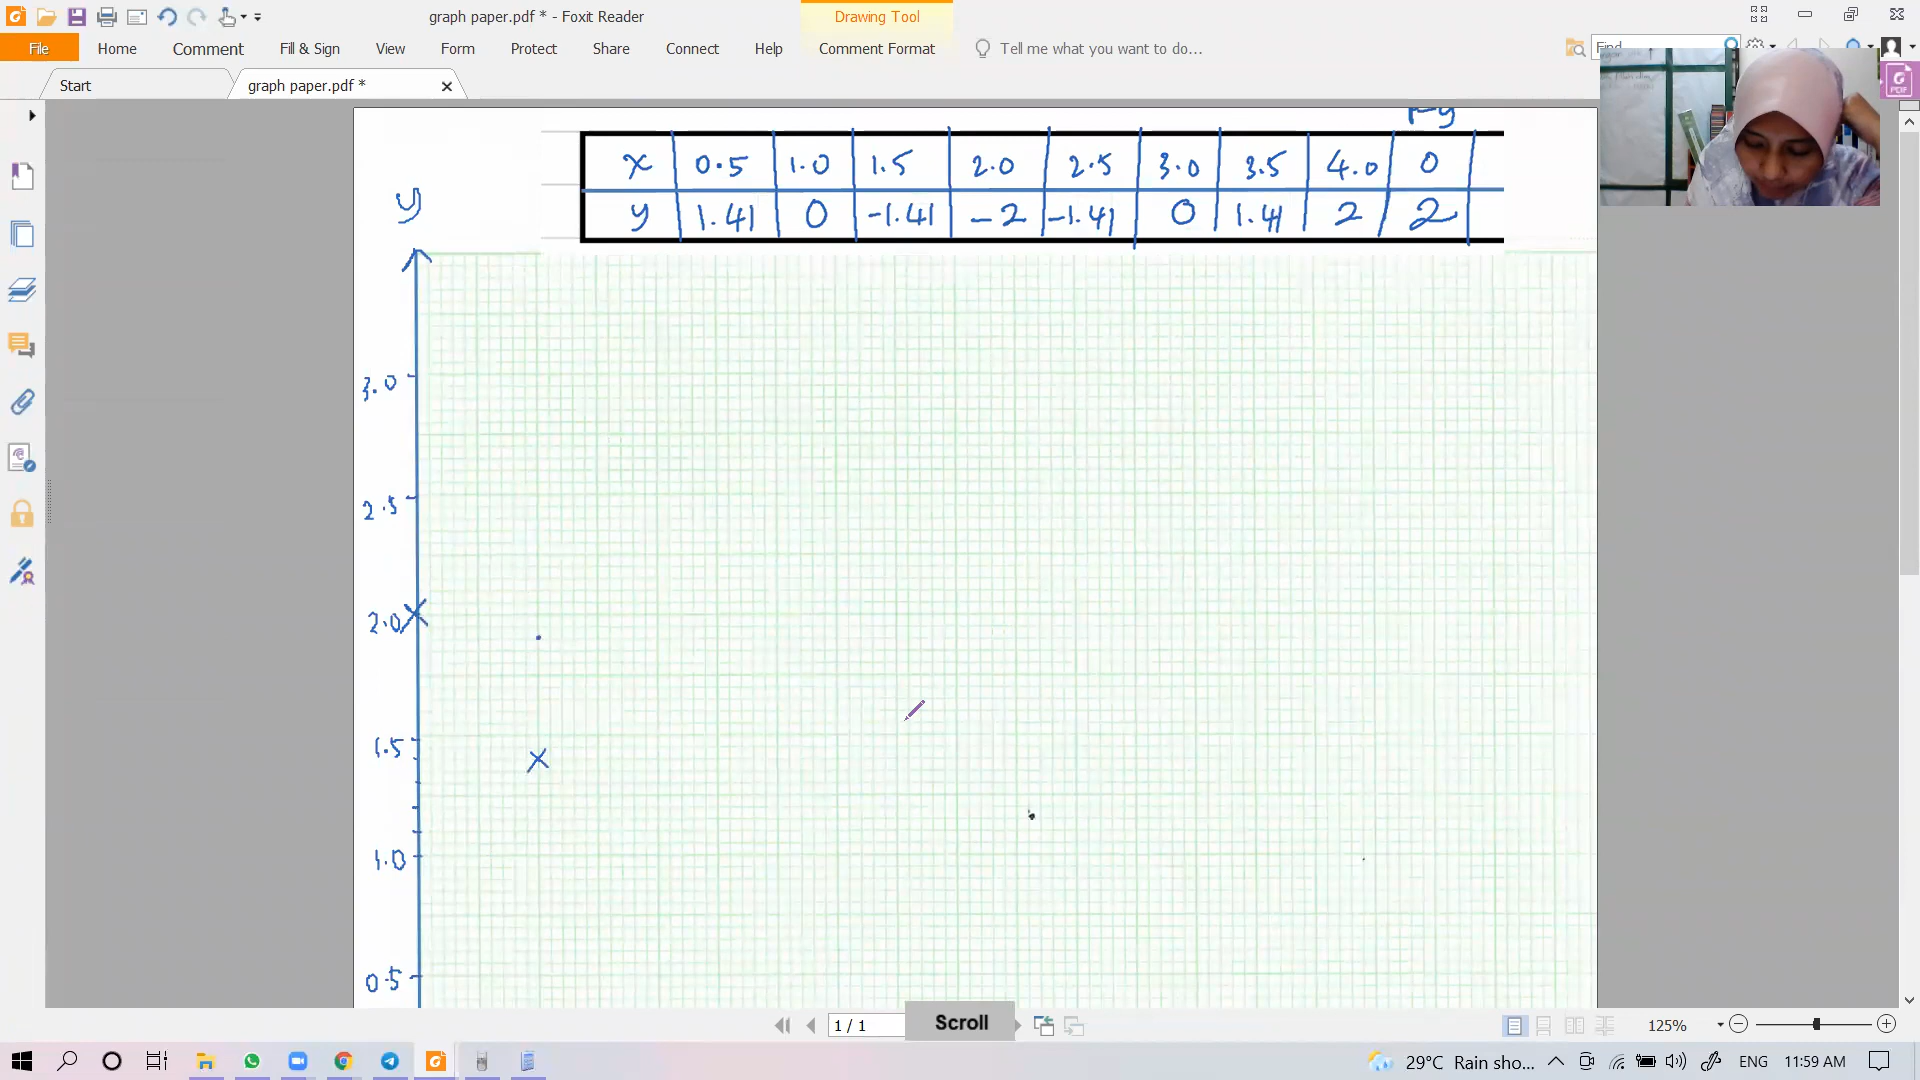 graph paper.pdf * - Foxit Reader
Drawing Tool
File Home Comment Fill & Sign View Form Protect Share Connect Help Comment Format Tell me what you want to do... Find
Start graph paper.pdf *
x 0.5 1.0 1.5 2.0 2.5 3.0 3.5 4.0 0
y 1.41 0 -1.41 -2 -1.41 0 1.41 2 2
y
3.0
2.5
2.0
1.5
1.0
0.5
1 / 1 Scroll 125%
29°C Rain sho... ENG 11:59 AM